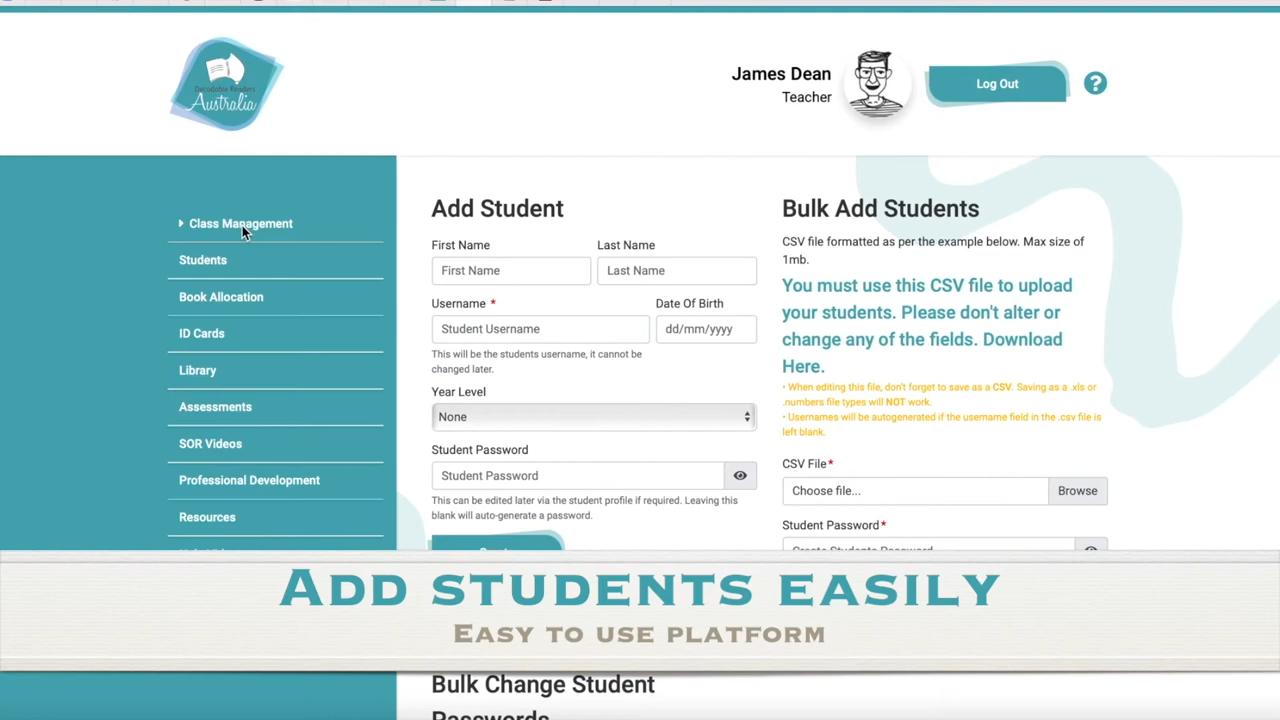 Decodable Readers
Australia
James Dean
Teacher
Log Out
?
Class Management
Students
Book Allocation
ID Cards
Library
Assessments
SOR Videos
Professional Development
Resources
Add Student
First Name
Last Name
First Name
Last Name
Username *
Date Of Birth
Student Username
dd/mm/yyyy
This will be the students username, it cannot be
changed later.
Year Level
None
Student Password
Student Password
This can be edited later via the student profile if required. Leaving this
blank will auto-generate a password.
Bulk Add Students
CSV file formatted as per the example below. Max size of
1mb.
You must use this CSV file to upload
your students. Please don't alter or
change any of the fields. Download
Here.
• When editing this file, don't forget to save as a CSV. Saving as a .xls or
.numbers file types will NOT work.
• Usernames will be autogenerated if the username field in the .csv file is
left blank.
CSV File*
Choose file...
Browse
Student Password*
Create Students Password
Add students easily
Easy to use platform
Bulk Change Student
Passwords